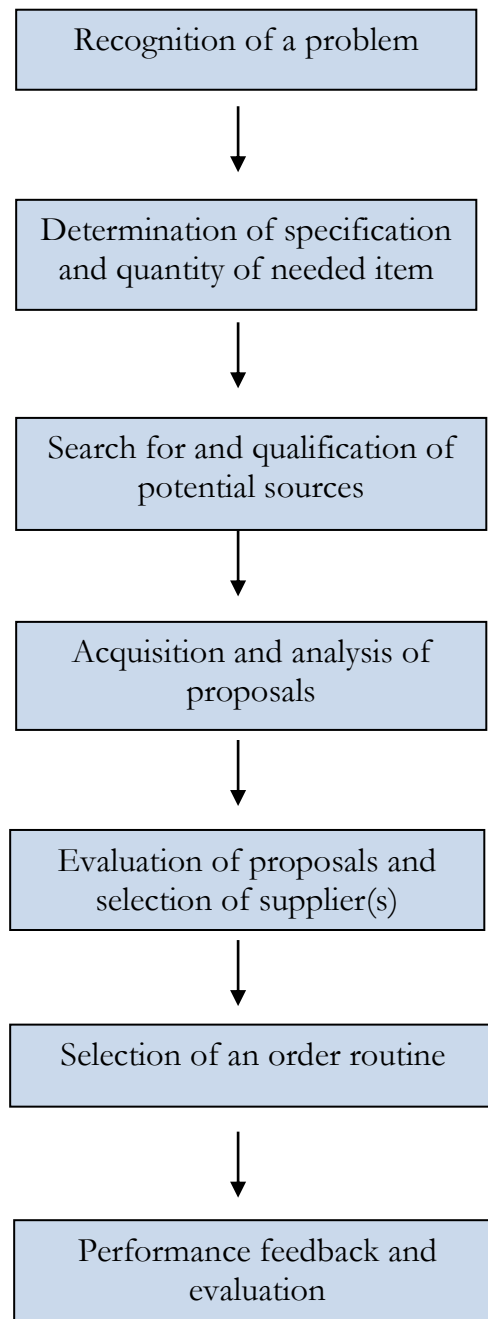 Recognition of a problem
Determination of specification
and quantity of needed item
Search for and qualification of
potential sources
Acquisition and analysis of
proposals
Evaluation of proposals and
selection of supplier(s)
Selection of an order routine
Performance feedback and
evaluation